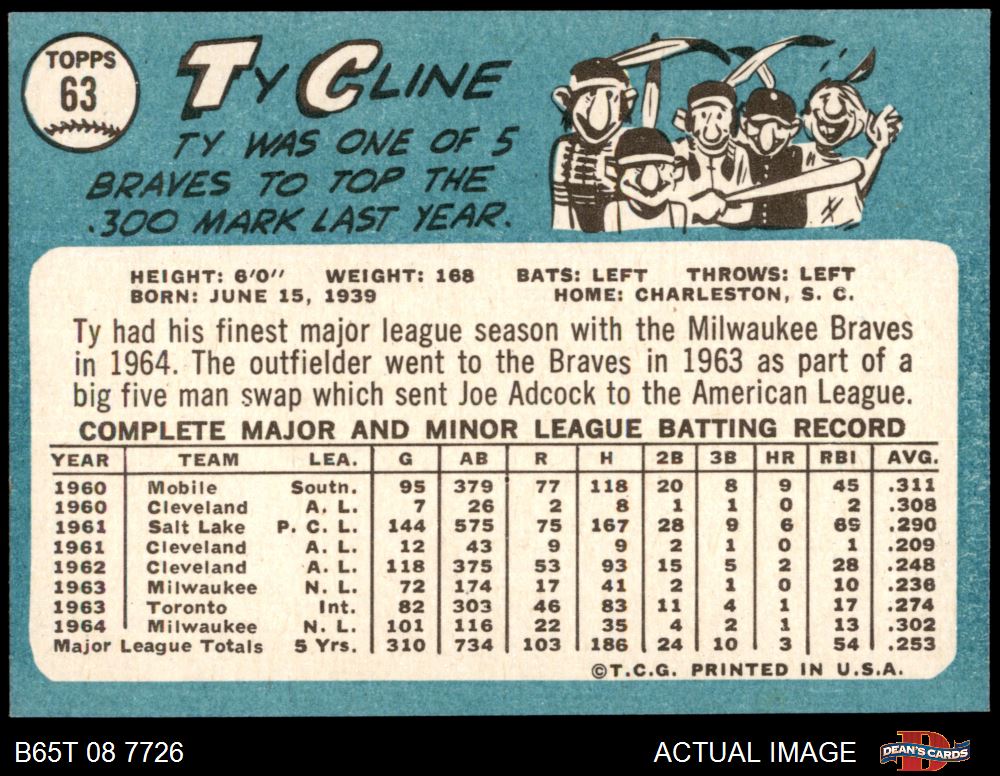 TOPPS
63
TY CLINE
TY WAS ONE OF 5
BRAVES TO TOP THE
.300 MARK LAST YEAR.
HEIGHT: 6'0" WEIGHT: 168 BATS: LEFT THROWS: LEFT
BORN: JUNE 15, 1939 HOME: CHARLESTON, S. C.
Ty had his finest major league season with the Milwaukee Braves
in 1964. The outfielder went to the Braves in 1963 as part of a
big five man swap which sent Joe Adcock to the American League.
COMPLETE MAJOR AND MINOR LEAGUE BATTING RECORD
YEAR TEAM LEA. G AB R H 2B 3B HR RBI AVG.
1960 Mobile Southn. 95 379 77 118 20 8 9 45 .311
1960 Cleveland A. L. 7 26 2 8 1 1 0 2 .308
1961 Salt Lake P. C. L. 144 575 75 167 28 9 6 69 .290
1961 Cleveland A. L. 12 43 9 9 2 1 0 1 .209
1962 Cleveland A. L. 118 375 53 93 15 5 2 28 .248
1963 Milwaukee N. L. 72 174 17 41 2 1 0 10 .236
1963 Toronto Int. 82 303 46 83 11 4 1 17 .274
1964 Milwaukee N. L. 101 116 22 35 4 2 1 13 .302
Major League Totals 5 Yrs. 310 734 103 186 24 10 3 54 .253
©T.C.G. PRINTED IN U.S.A.
B65T 08 7726 ACTUAL IMAGE D DEAN'S CARDS